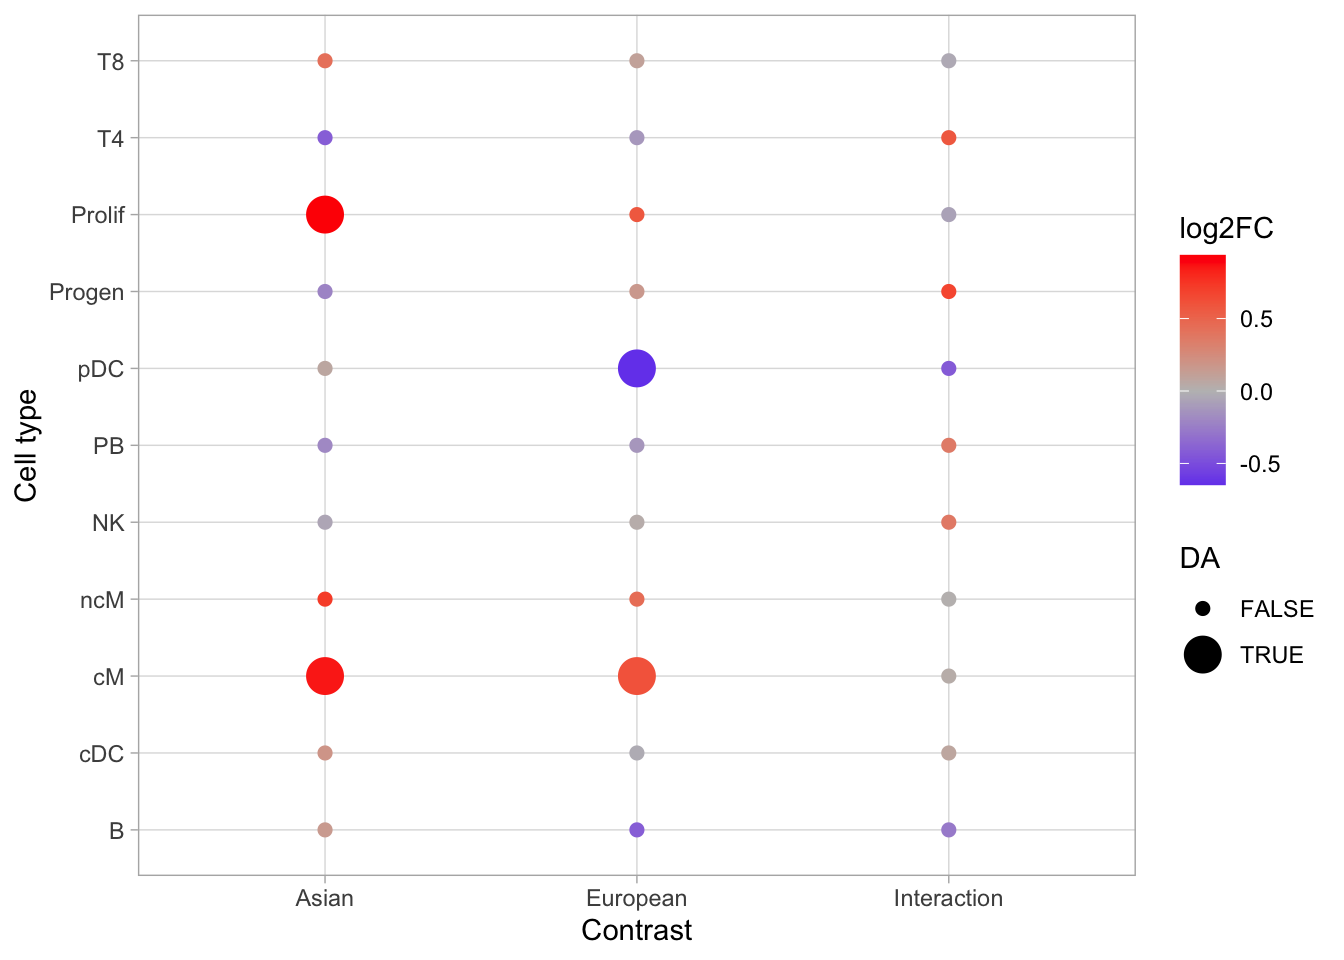 T8
T4
Prolif
Progen
pDC
PB
NK
ncM
cM
cDC
B
Cell type
Asian
European
Interaction
Contrast
log2FC
0.5
0.0
-0.5
DA
FALSE
TRUE